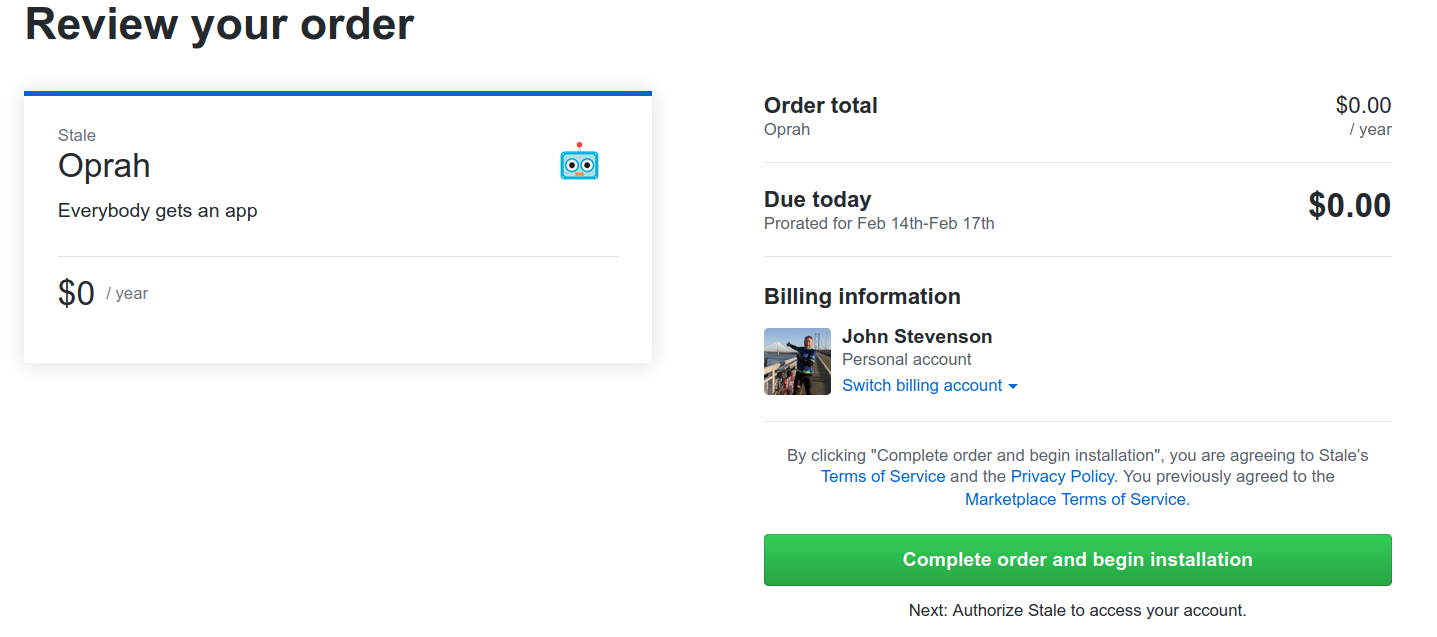 Review your order
Stale
Oprah
Everybody gets an app
$0 / year
Order total
$0.00
Oprah
/ year
Due today
$0.00
Prorated for Feb 14th-Feb 17th
Billing information
John Stevenson
Personal account
Switch billing account
By clicking "Complete order and begin installation", you are agreeing to Stale’s
Terms of Service and the Privacy Policy. You previously agreed to the
Marketplace Terms of Service.
Complete order and begin installation
Next: Authorize Stale to access your account.